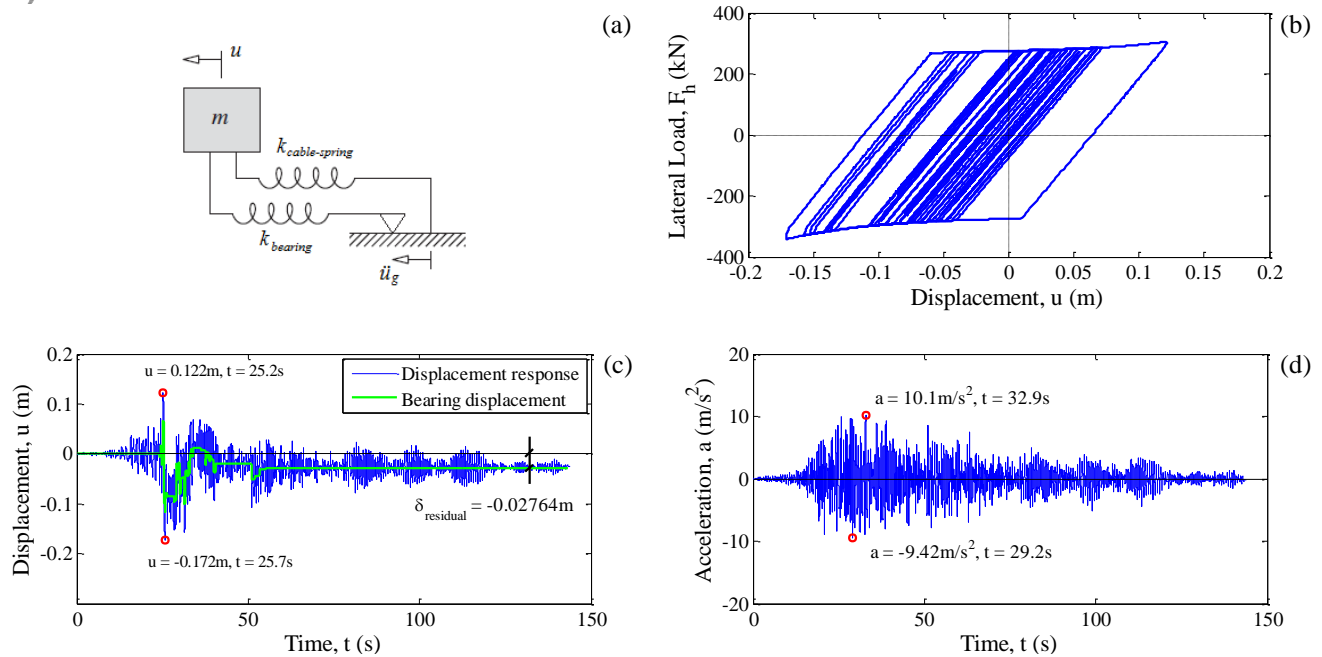 (a)
u
m
k_cable-spring
k_bearing
ü_g
(b)
Lateral Load, F_h (kN)
400
200
0
-200
-400
-0.2 -0.15 -0.1 -0.05 0 0.05 0.1 0.15 0.2
Displacement, u (m)
(c)
Displacement, u (m)
0.2
0.1
0
-0.1
-0.2
u = 0.122m, t = 25.2s
Displacement response
Bearing displacement
δ_residual = -0.02764m
u = -0.172m, t = 25.7s
0 50 100 150
Time, t (s)
(d)
Acceleration, a (m/s²)
20
10
0
-10
-20
a = 10.1m/s², t = 32.9s
a = -9.42m/s², t = 29.2s
0 50 100 150
Time, t (s)